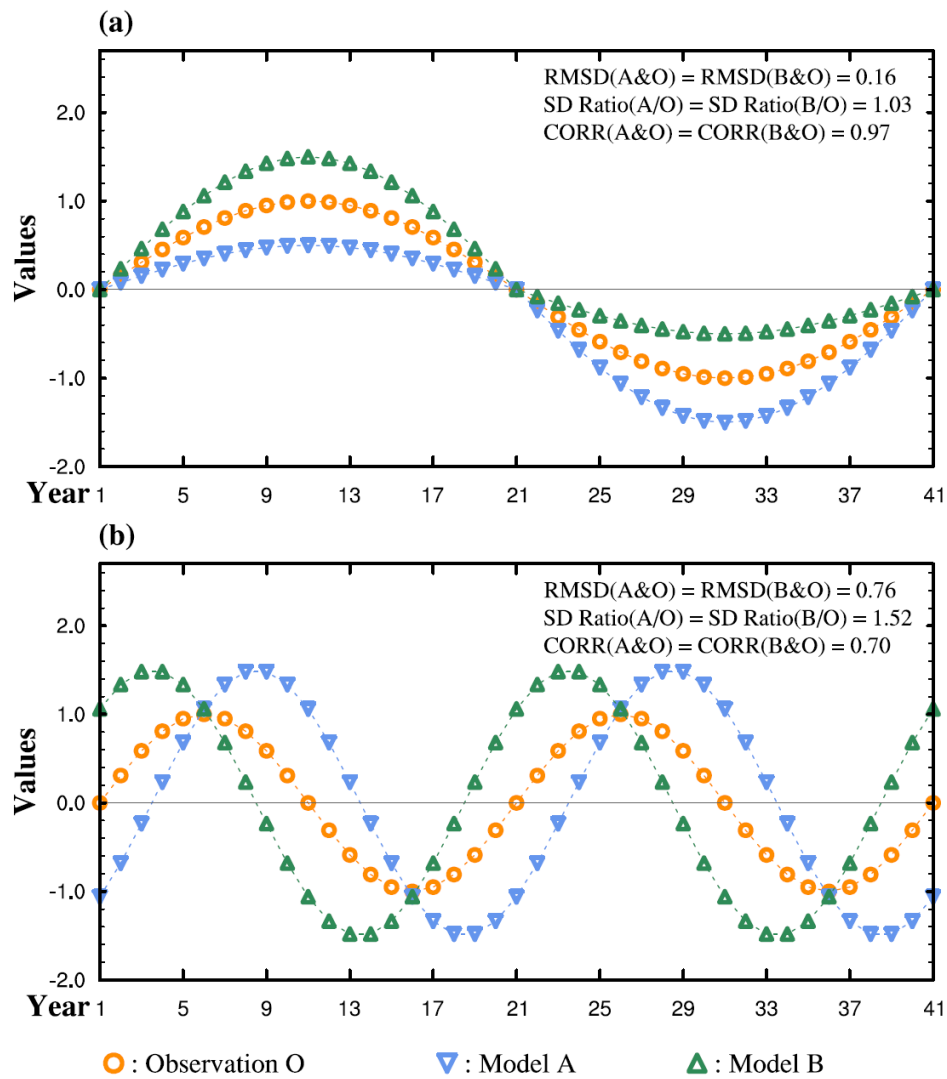 (a)
RMSD(A&O) = RMSD(B&O) = 0.16
SD Ratio(A/O) = SD Ratio(B/O) = 1.03
CORR(A&O) = CORR(B&O) = 0.97
2.0
1.0
0.0
-1.0
-2.0
Values
Year 1 5 9 13 17 21 25 29 33 37 41
(b)
RMSD(A&O) = RMSD(B&O) = 0.76
SD Ratio(A/O) = SD Ratio(B/O) = 1.52
CORR(A&O) = CORR(B&O) = 0.70
2.0
1.0
0.0
-1.0
-2.0
Values
Year 1 5 9 13 17 21 25 29 33 37 41
: Observation O : Model A : Model B